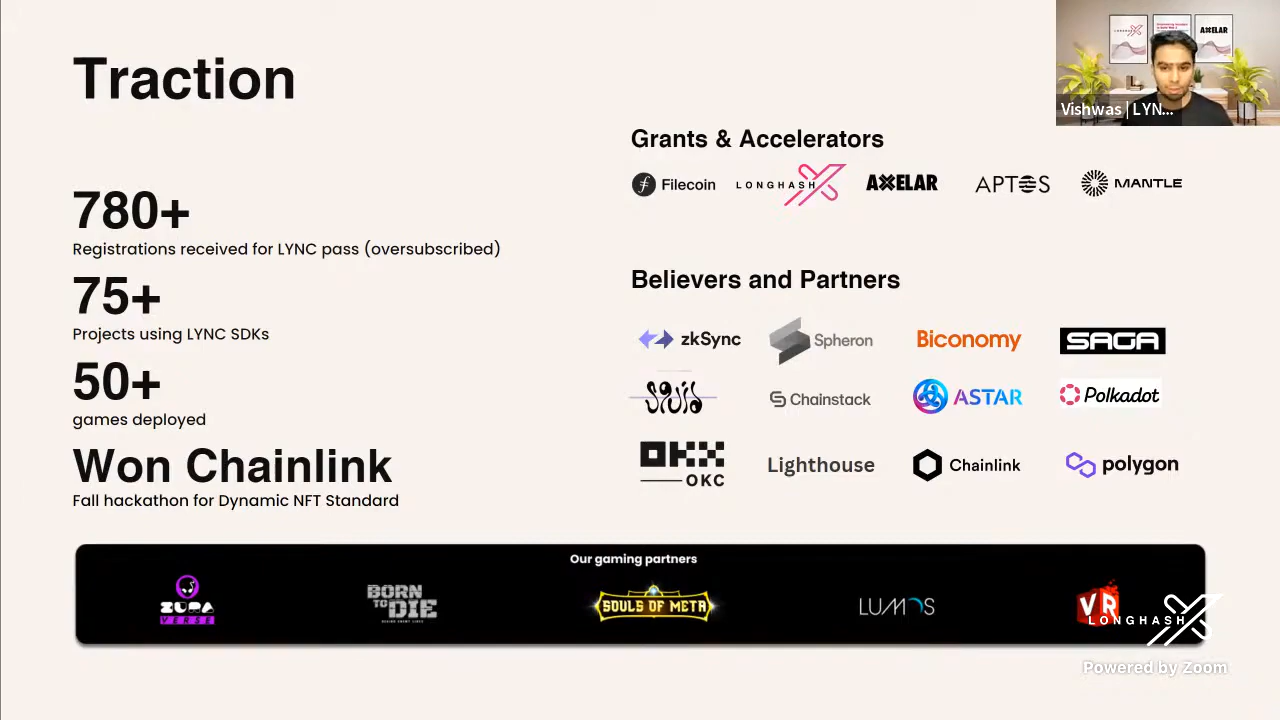 Traction
780+
Registrations received for LYNC pass (oversubscribed)
75+
Projects using LYNC SDKs
50+
games deployed
Won Chainlink
Fall hackathon for Dynamic NFT Standard
Grants & Accelerators
Filecoin
LONGHASH
AXELAR
APTOS
MANTLE
Believers and Partners
zkSync
Spheron
Biconomy
SAGA
squid
Chainstack
ASTAR
Polkadot
OKX
OKC
Lighthouse
Chainlink
polygon
Our gaming partners
ZURA
VERSE
BORN
TO DIE
SOULS OF META
LUMOS
VR
LONGHASH
Powered by Zoom
LONGHASH
AXELAR
Vishwas | LYN...